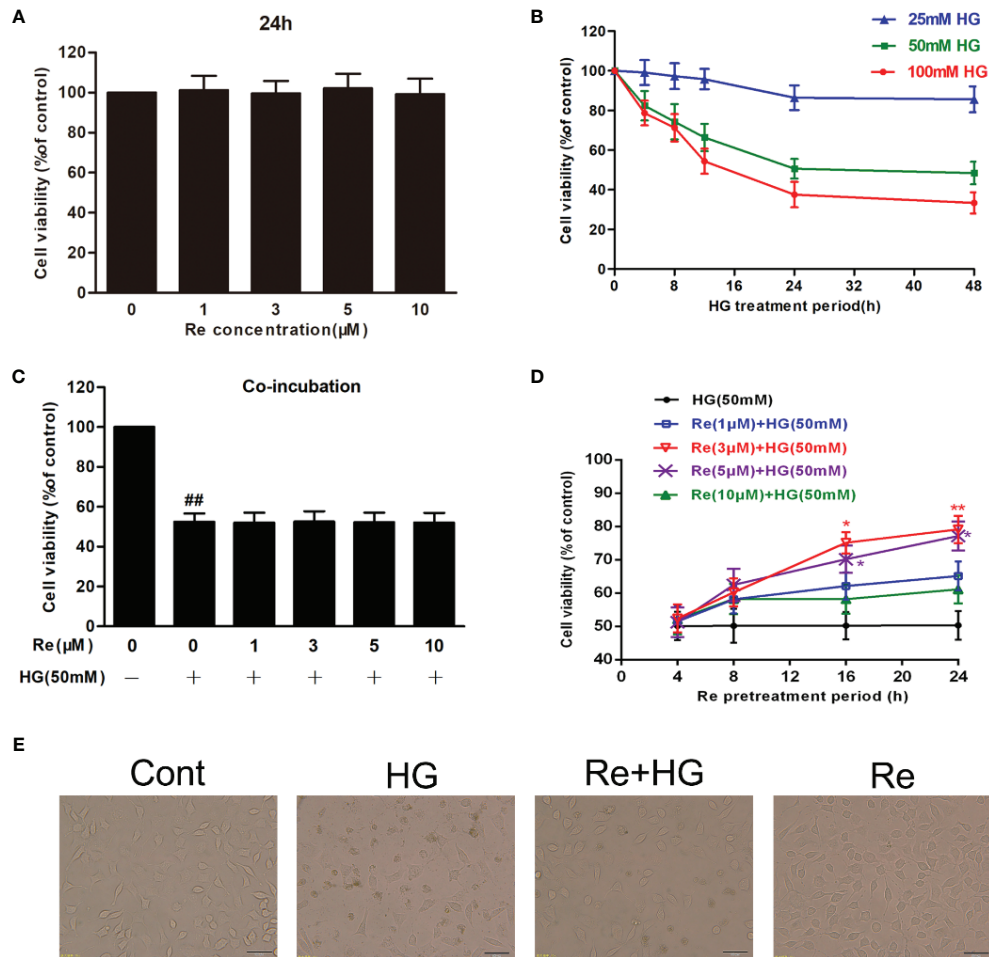 A
24h
Cell viability (%of control)
120
100
80
60
40
20
0
0 1 3 5 10
Re concentration(μM)
B
25mM HG
50mM HG
100mM HG
Cell viability (%of control)
120
100
80
60
40
20
0
0 8 16 24 32 40 48
HG treatment period(h)
C
Co-incubation
Cell viability (%of control)
120
100
80
60
40
20
0
##
Re(μM) 0 0 1 3 5 10
HG(50mM) — + + + + +
D
HG(50mM)
Re(1μM)+HG(50mM)
Re(3μM)+HG(50mM)
Re(5μM)+HG(50mM)
Re(10μM)+HG(50mM)
Cell viability (%of control)
100
90
80
70
60
50
40
* **
* *
0 4 8 12 16 20 24
Re pretreatment period (h)
E
Cont HG Re+HG Re